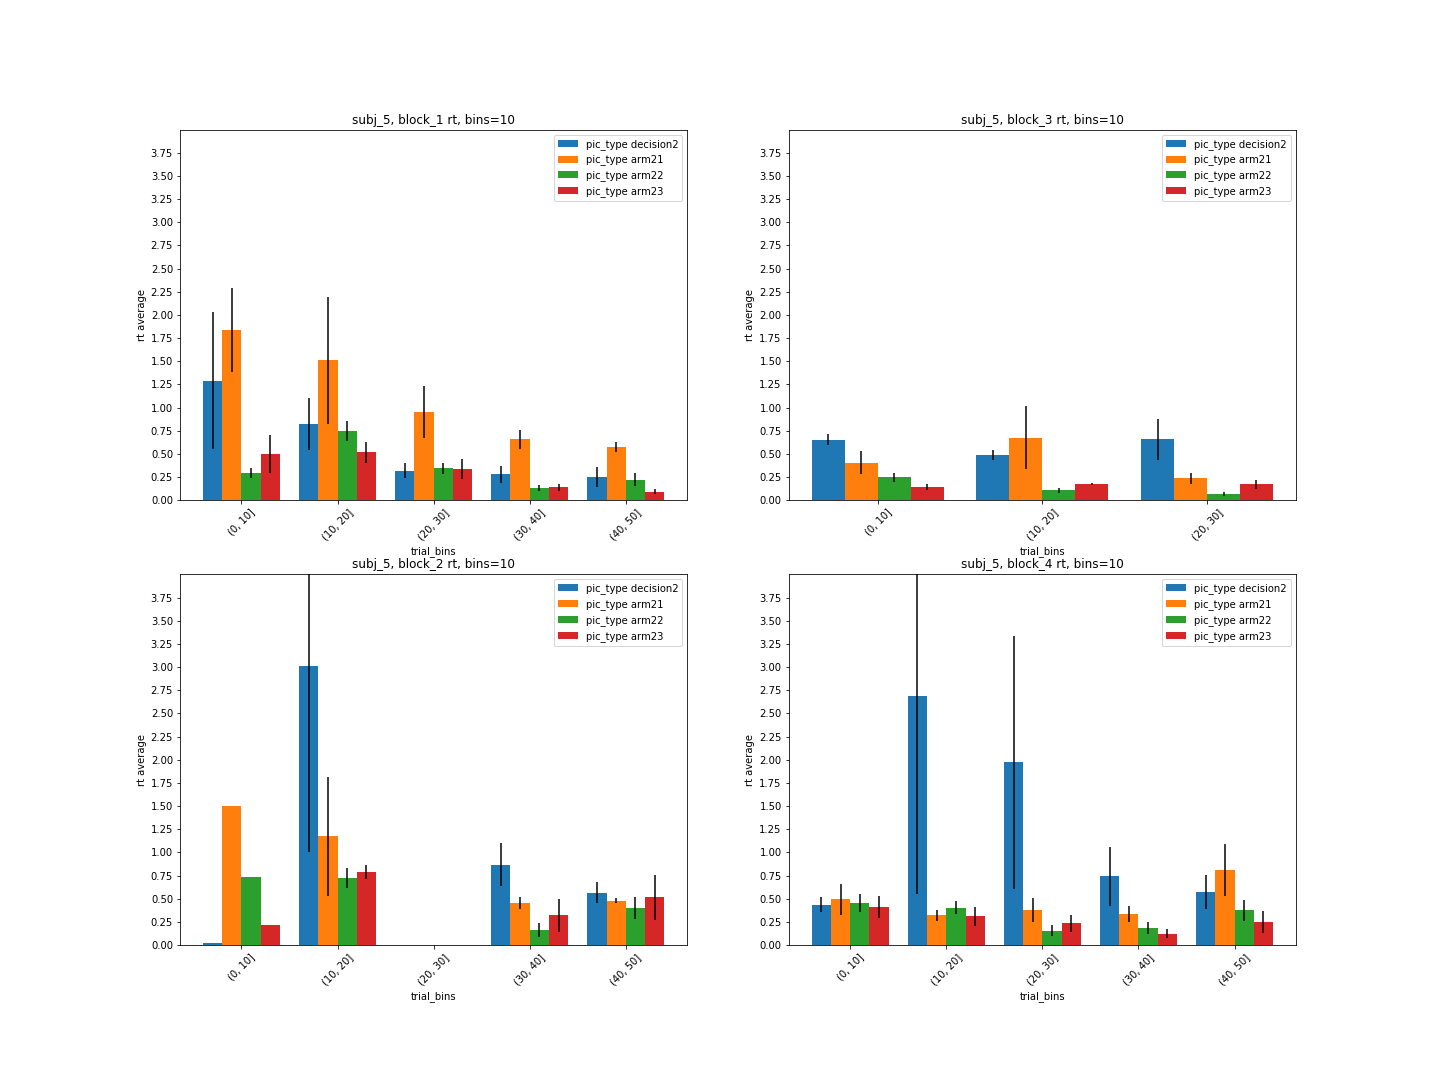 subj_5, block_1 rt, bins=10
pic_type decision2
pic_type arm21
pic_type arm22
pic_type arm23
3.75
3.50
3.25
3.00
2.75
2.50
2.25
2.00
1.75
1.50
1.25
1.00
0.75
0.50
0.25
0.00
rt average
(0, 10]
(10, 20]
(20, 30]
(30, 40]
(40, 50]
trial_bins
subj_5, block_3 rt, bins=10
pic_type decision2
pic_type arm21
pic_type arm22
pic_type arm23
3.75
3.50
3.25
3.00
2.75
2.50
2.25
2.00
1.75
1.50
1.25
1.00
0.75
0.50
0.25
0.00
rt average
(0, 10]
(10, 20]
(20, 30]
trial_bins
subj_5, block_2 rt, bins=10
pic_type decision2
pic_type arm21
pic_type arm22
pic_type arm23
3.75
3.50
3.25
3.00
2.75
2.50
2.25
2.00
1.75
1.50
1.25
1.00
0.75
0.50
0.25
0.00
rt average
(0, 10]
(10, 20]
(20, 30]
(30, 40]
(40, 50]
trial_bins
subj_5, block_4 rt, bins=10
pic_type decision2
pic_type arm21
pic_type arm22
pic_type arm23
3.75
3.50
3.25
3.00
2.75
2.50
2.25
2.00
1.75
1.50
1.25
1.00
0.75
0.50
0.25
0.00
rt average
(0, 10]
(10, 20]
(20, 30]
(30, 40]
(40, 50]
trial_bins